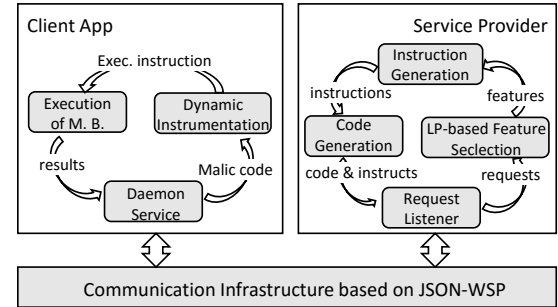 Client App
Exec. instruction
Execution
of M. B.
Dynamic
Instrumentation
results
Malic code
Daemon
Service
Service Provider
Instruction
Generation
instructions
features
Code
Generation
LP-based Feature
Seclection
code & instructs
requests
Request
Listener
Communication Infrastructure based on JSON-WSP